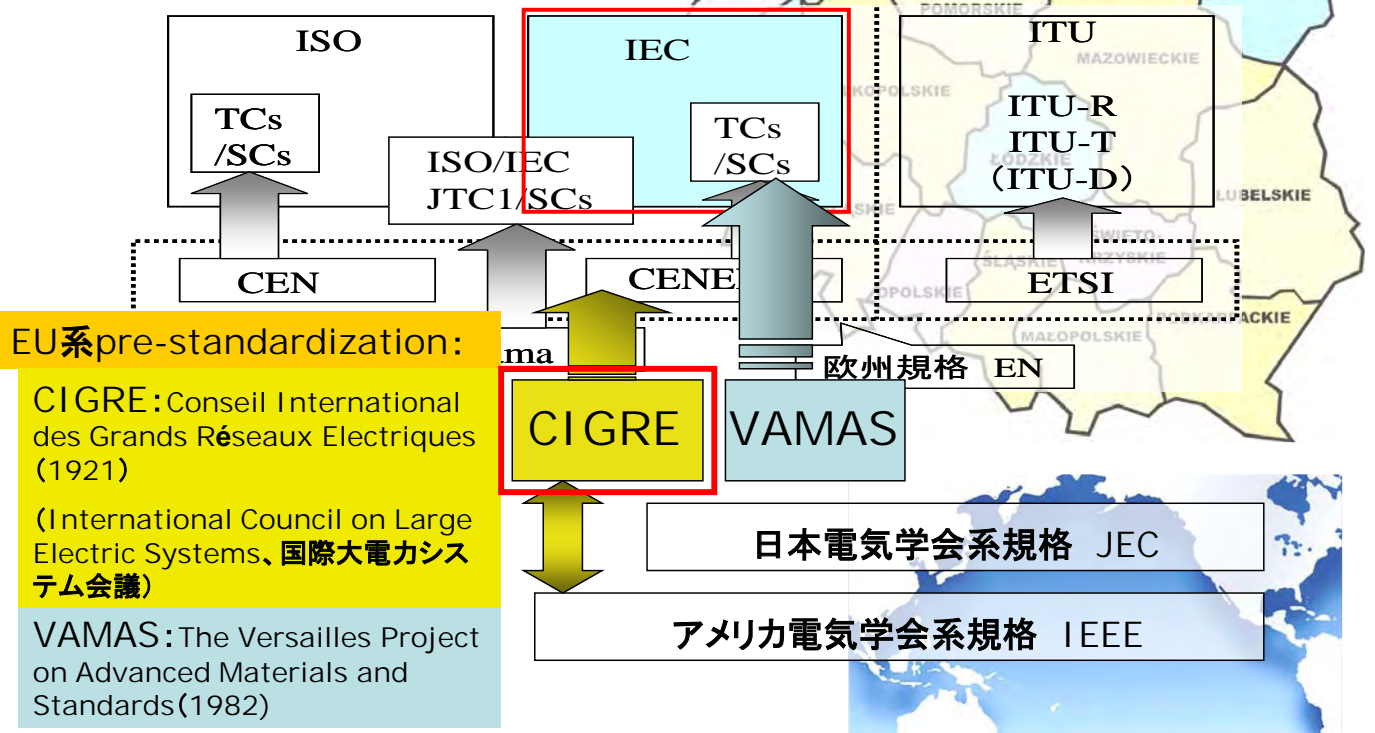 POMORSKIE
ISO
IEC
ITU
MAZOWIECKIE
TCs
/SCs
ISO/IEC
JTC1/SCs
TCs
/SCs
ITU-R
ITU-T
(ITU-D)
ŁÓDZKIE
LUBELSKIE
CEN
ETSI
ŚLĄSKIE
OPOLSKIE
MAŁOPOLSKIE
EU系pre-standardization:
欧州規格 EN
CIGRE:Conseil International
des Grands Réseaux Electriques
(1921)
(International Council on Large
Electric Systems、国際大電力シス
テム会議)
VAMAS:The Versailles Project
on Advanced Materials and
Standards(1982)
CIGRE
VAMAS
日本電気学会系規格 JEC
アメリカ電気学会系規格 IEEE